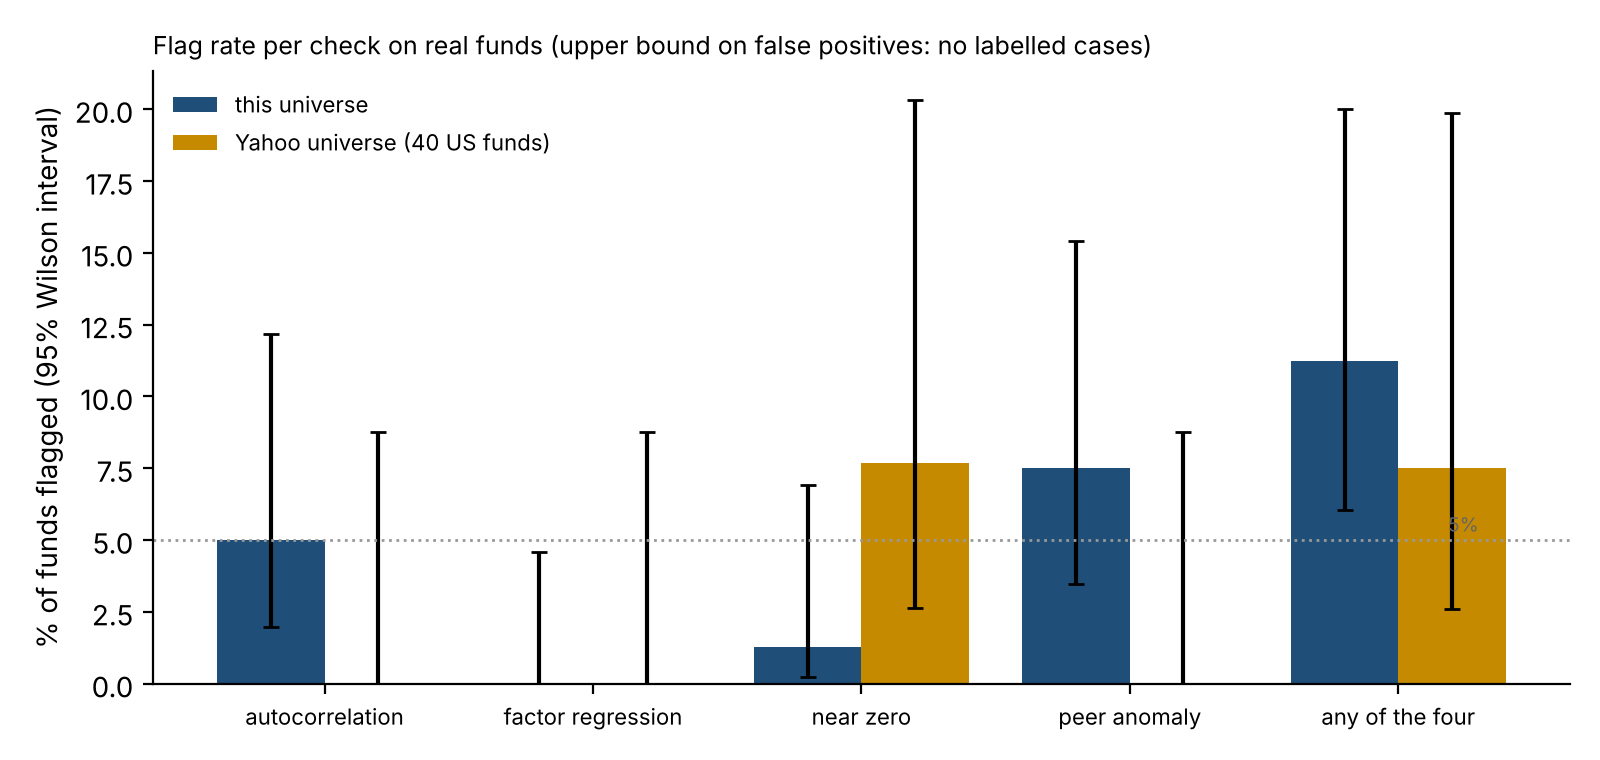 Flag rate per check on real funds (upper bound on false positives: no labelled cases)
this universe
Yahoo universe (40 US funds)
% of funds flagged (95% Wilson interval)
20.0
17.5
15.0
12.5
10.0
7.5
5.0
2.5
0.0
5%
autocorrelation
factor regression
near zero
peer anomaly
any of the four